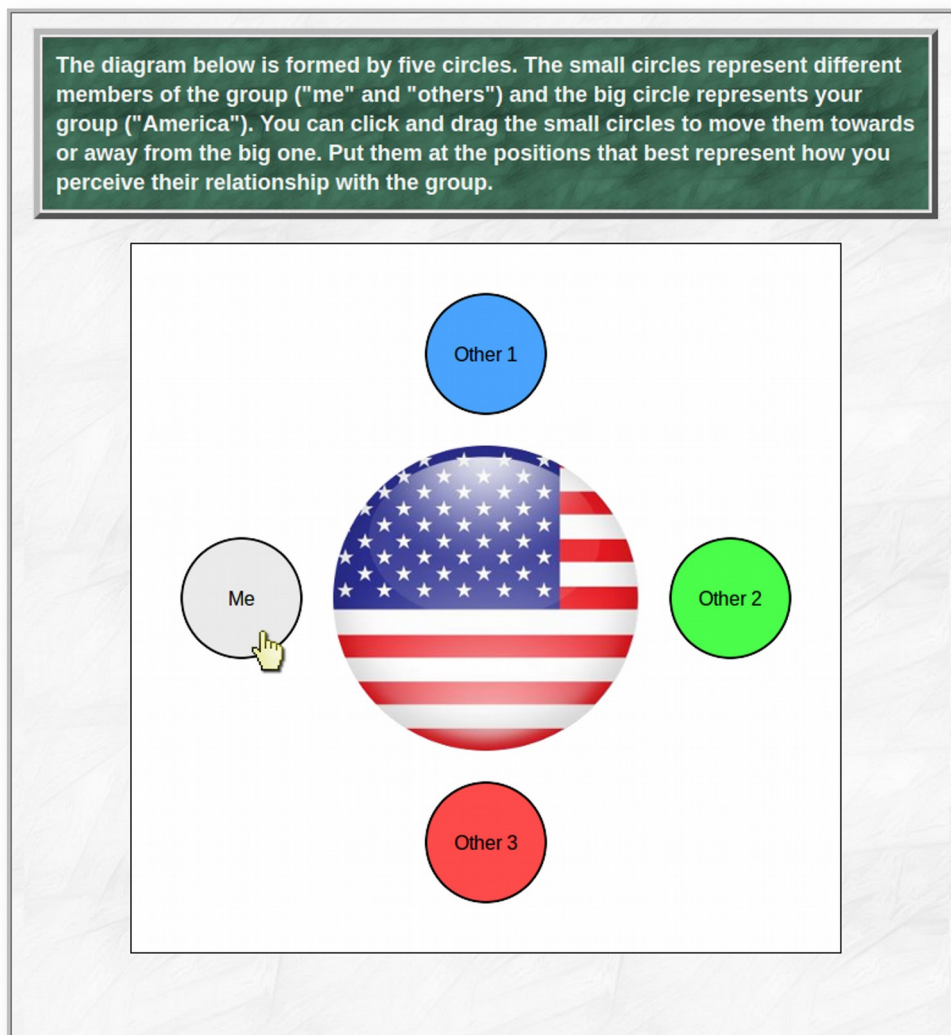 The diagram below is formed by five circles. The small circles represent different
members of the group ("me" and "others") and the big circle represents your
group ("America"). You can click and drag the small circles to move them towards
or away from the big one. Put them at the positions that best represent how you
perceive their relationship with the group.
Other 1
Me
Other 2
Other 3